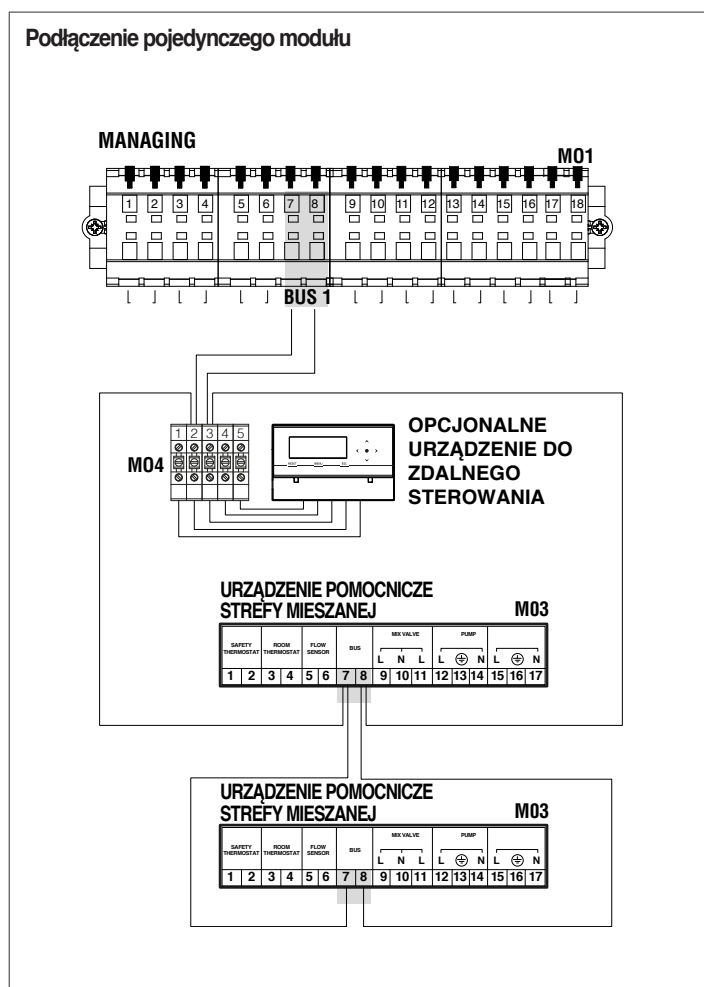 Podłączenie pojedynczego modułu
MANAGING
M01
1 2 3 4 5 6 7 8 9 10 11 12 13 14 15 16 17 18
BUS 1
1 2 3 4 5
M04
OPCJONALNE
URZĄDZENIE DO
ZDALNEGO
STEROWANIA
URZĄDZENIE POMOCNICZE
STREFY MIESZANEJ
M03
SAFETY THERMOSTAT ROOM THERMOSTAT FLOW SENSOR BUS MIX VALVE PUMP
L N L L N L N
1 2 3 4 5 6 7 8 9 10 11 12 13 14 15 16 17
URZĄDZENIE POMOCNICZE
STREFY MIESZANEJ
M03
SAFETY THERMOSTAT ROOM THERMOSTAT FLOW SENSOR BUS MIX VALVE PUMP
L N L L N L N
1 2 3 4 5 6 7 8 9 10 11 12 13 14 15 16 17